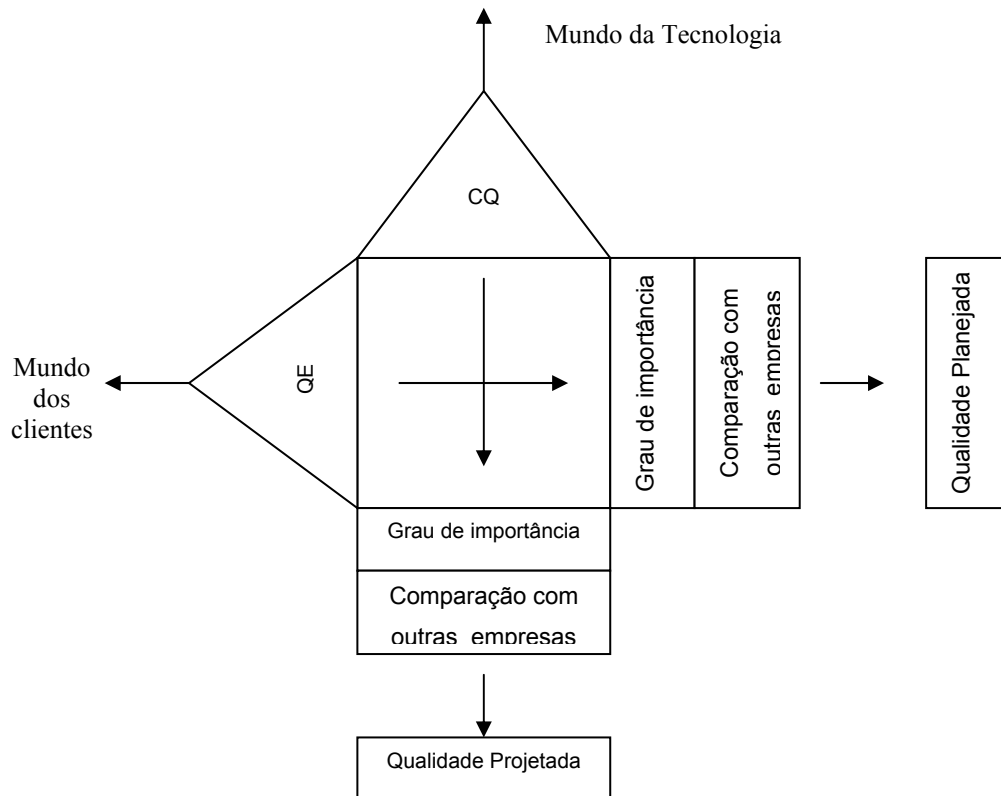 Mundo da Tecnologia
CQ
Mundo
dos
clientes
QE
Grau de importância
Comparação com
outras empresas
Qualidade Planejada
Grau de importância
Comparação com
outras empresas
Qualidade Projetada